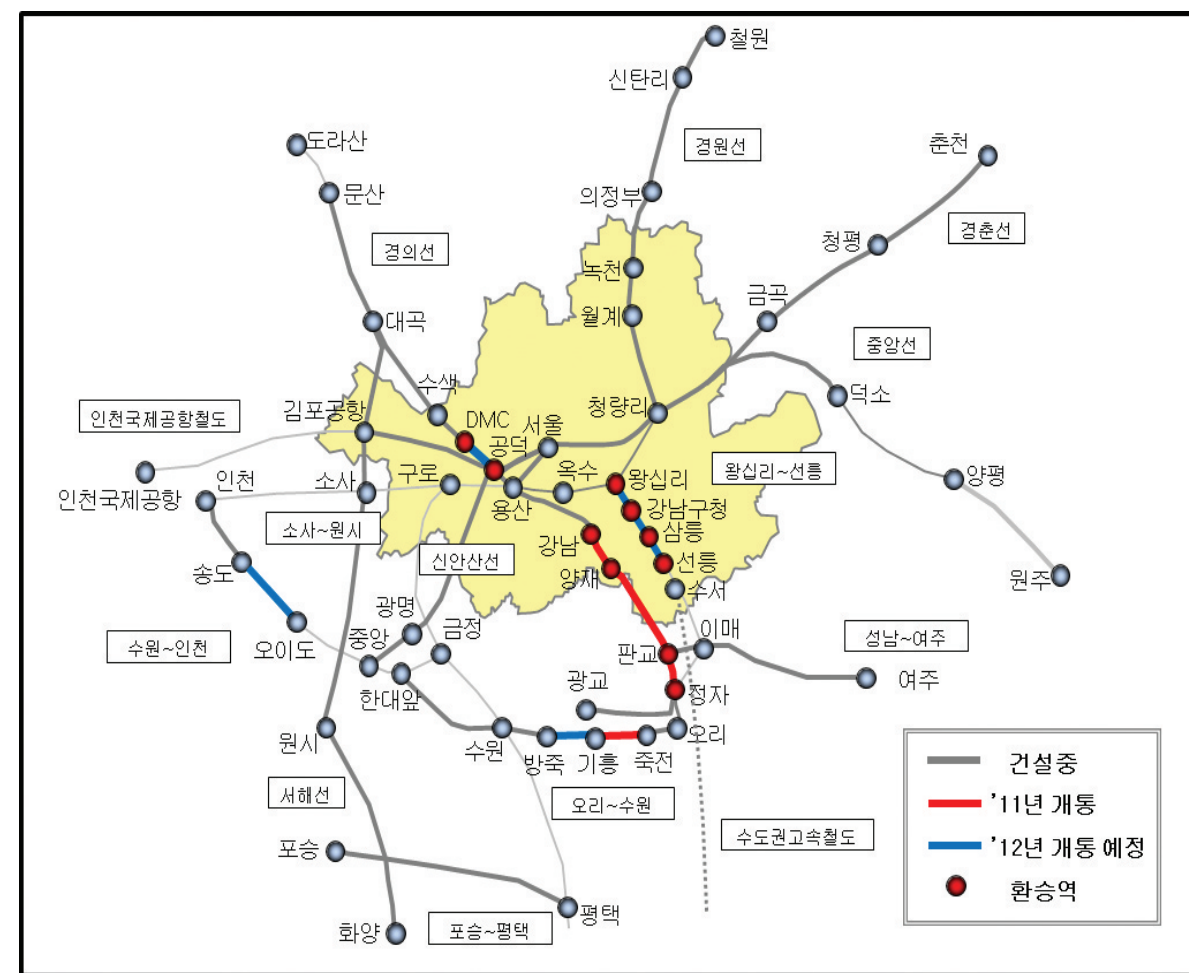 철원
신탄리
경원선
도라산
춘천
문산
의정부
경춘선
경의선
청평
녹천
금곡
월계
대곡
중앙선
수색
덕소
청량리
김포공항
DMC
서울
인천국제공항철도
공덕
구로
옥수
왕십리~선릉
왕십리
양평
인천국제공항
인천
소사
용산
강남구청
소사~원시
삼릉
강남
신안산선
선릉
송도
양재
수서
원주
광명
이매
성남~여주
수원~인천
오이도
중앙
금정
판교
여주
한대앞
광교
정자
원시
수원
오리
방죽
기흥
죽전
건설중
서해선
오리~수원
'11년 개통
수도권고속철도
포승
'12년 개통 예정
환승역
평택
화양
포승~평택